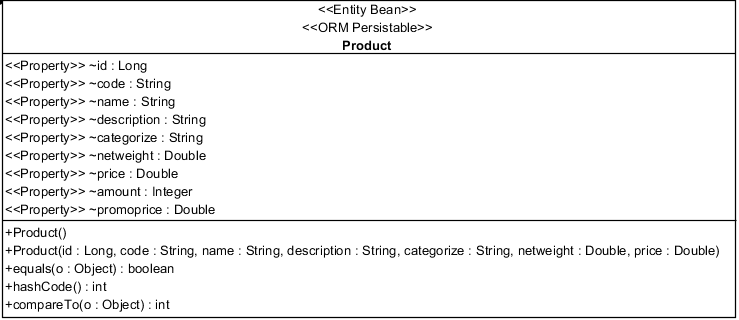 <<Entity Bean>>
<<ORM Persistable>>
Product
<<Property>> ~id : Long
<<Property>> ~code : String
<<Property>> ~name : String
<<Property>> ~description : String
<<Property>> ~categorize : String
<<Property>> ~netweight : Double
<<Property>> ~price : Double
<<Property>> ~amount : Integer
<<Property>> ~promoprice : Double
+Product()
+Product(id : Long, code : String, name : String, description : String, categorize : String, netweight : Double, price : Double)
+equals(o : Object) : boolean
+hashCode() : int
+compareTo(o : Object) : int